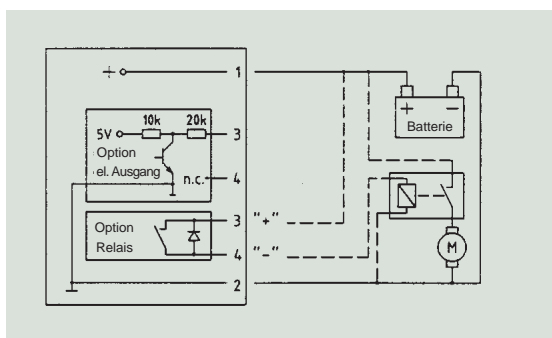 + 1
+ −
Batterie
10k 20k
5V 3
Option
el. Ausgang
n.c. 4
Option
Relais
3 "+"
4 "−"
M
2